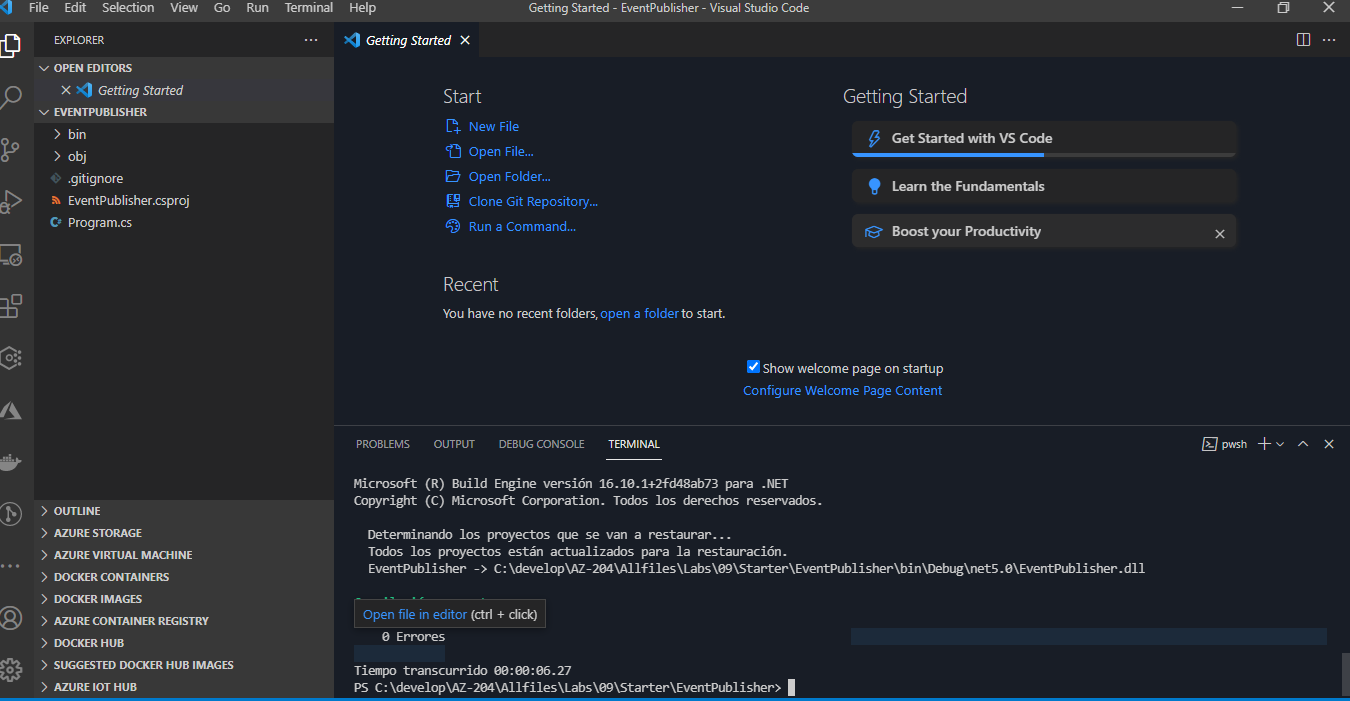 File Edit Selection View Go Run Terminal Help
Getting Started - EventPublisher - Visual Studio Code
EXPLORER
OPEN EDITORS
Getting Started
EVENTPUBLISHER
bin
obj
.gitignore
EventPublisher.csproj
Program.cs
OUTLINE
AZURE STORAGE
AZURE VIRTUAL MACHINE
DOCKER CONTAINERS
DOCKER IMAGES
AZURE CONTAINER REGISTRY
DOCKER HUB
SUGGESTED DOCKER HUB IMAGES
AZURE IOT HUB
Getting Started
Start
New File
Open File...
Open Folder...
Clone Git Repository...
Run a Command...
Recent
You have no recent folders, open a folder to start.
Getting Started
Get Started with VS Code
Learn the Fundamentals
Boost your Productivity
Show welcome page on startup
Configure Welcome Page Content
PROBLEMS OUTPUT DEBUG CONSOLE TERMINAL
pwsh
Microsoft (R) Build Engine versión 16.10.1+2fd48ab73 para .NET
Copyright (C) Microsoft Corporation. Todos los derechos reservados.
Determinando los proyectos que se van a restaurar...
Todos los proyectos están actualizados para la restauración.
EventPublisher -> C:\develop\AZ-204\Allfiles\Labs\09\Starter\EventPublisher\bin\Debug\net5.0\EventPublisher.dll
Open file in editor (ctrl + click)
0 Errores
Tiempo transcurrido 00:00:06.27
PS C:\develop\AZ-204\Allfiles\Labs\09\Starter\EventPublisher>